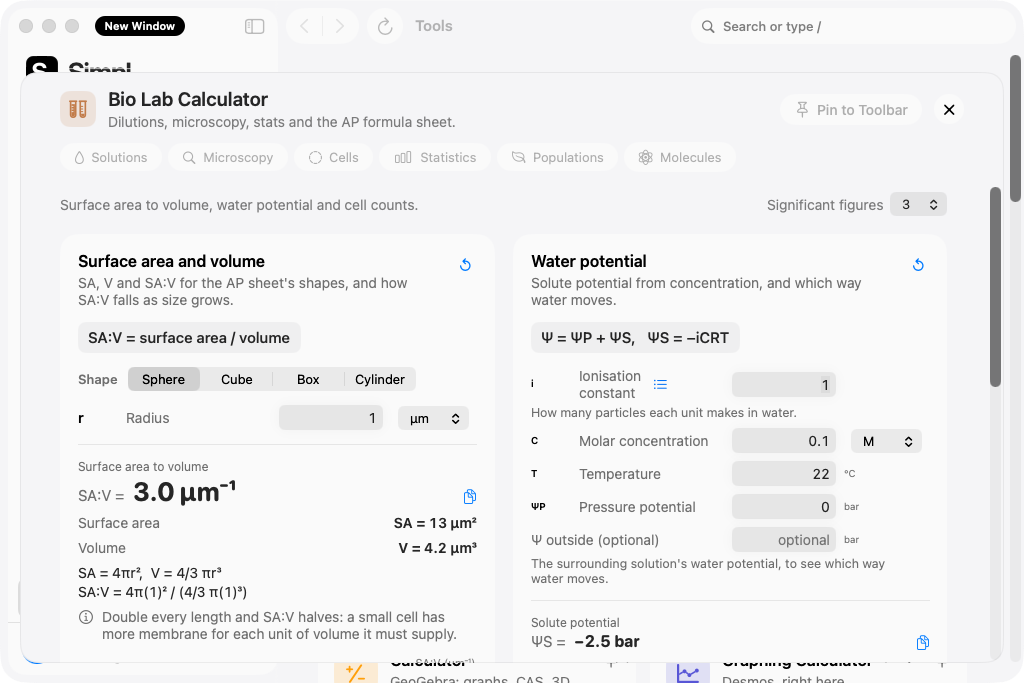 New Window
Tools
Search or type /
Bio Lab Calculator
Dilutions, microscopy, stats and the AP formula sheet.
Pin to Toolbar
Solutions
Microscopy
Cells
Statistics
Populations
Molecules
Surface area to volume, water potential and cell counts.
Significant figures 3
Surface area and volume
SA, V and SA:V for the AP sheet's shapes, and how
SA:V falls as size grows.
SA:V = surface area / volume
Shape Sphere Cube Box Cylinder
r Radius 1 µm
Surface area to volume
SA:V = 3.0 µm⁻¹
Surface area SA = 13 µm²
Volume V = 4.2 µm³
SA = 4πr², V = 4/3 πr³
SA:V = 4π(1)² / (4/3 π(1)³)
Double every length and SA:V halves: a small cell has
more membrane for each unit of volume it must supply.
Water potential
Solute potential from concentration, and which way
water moves.
Ψ = ΨP + ΨS, ΨS = −iCRT
i Ionisation
constant 1
How many particles each unit makes in water.
C Molar concentration 0.1 M
T Temperature 22 °C
ΨP Pressure potential 0 bar
Ψ outside (optional) optional bar
The surrounding solution's water potential, to see which way
water moves.
Solute potential
ΨS = −2.5 bar
Calculator
Graphing Calculator
GeoGebra: graphs, CAS, 3D
Desmos, right here